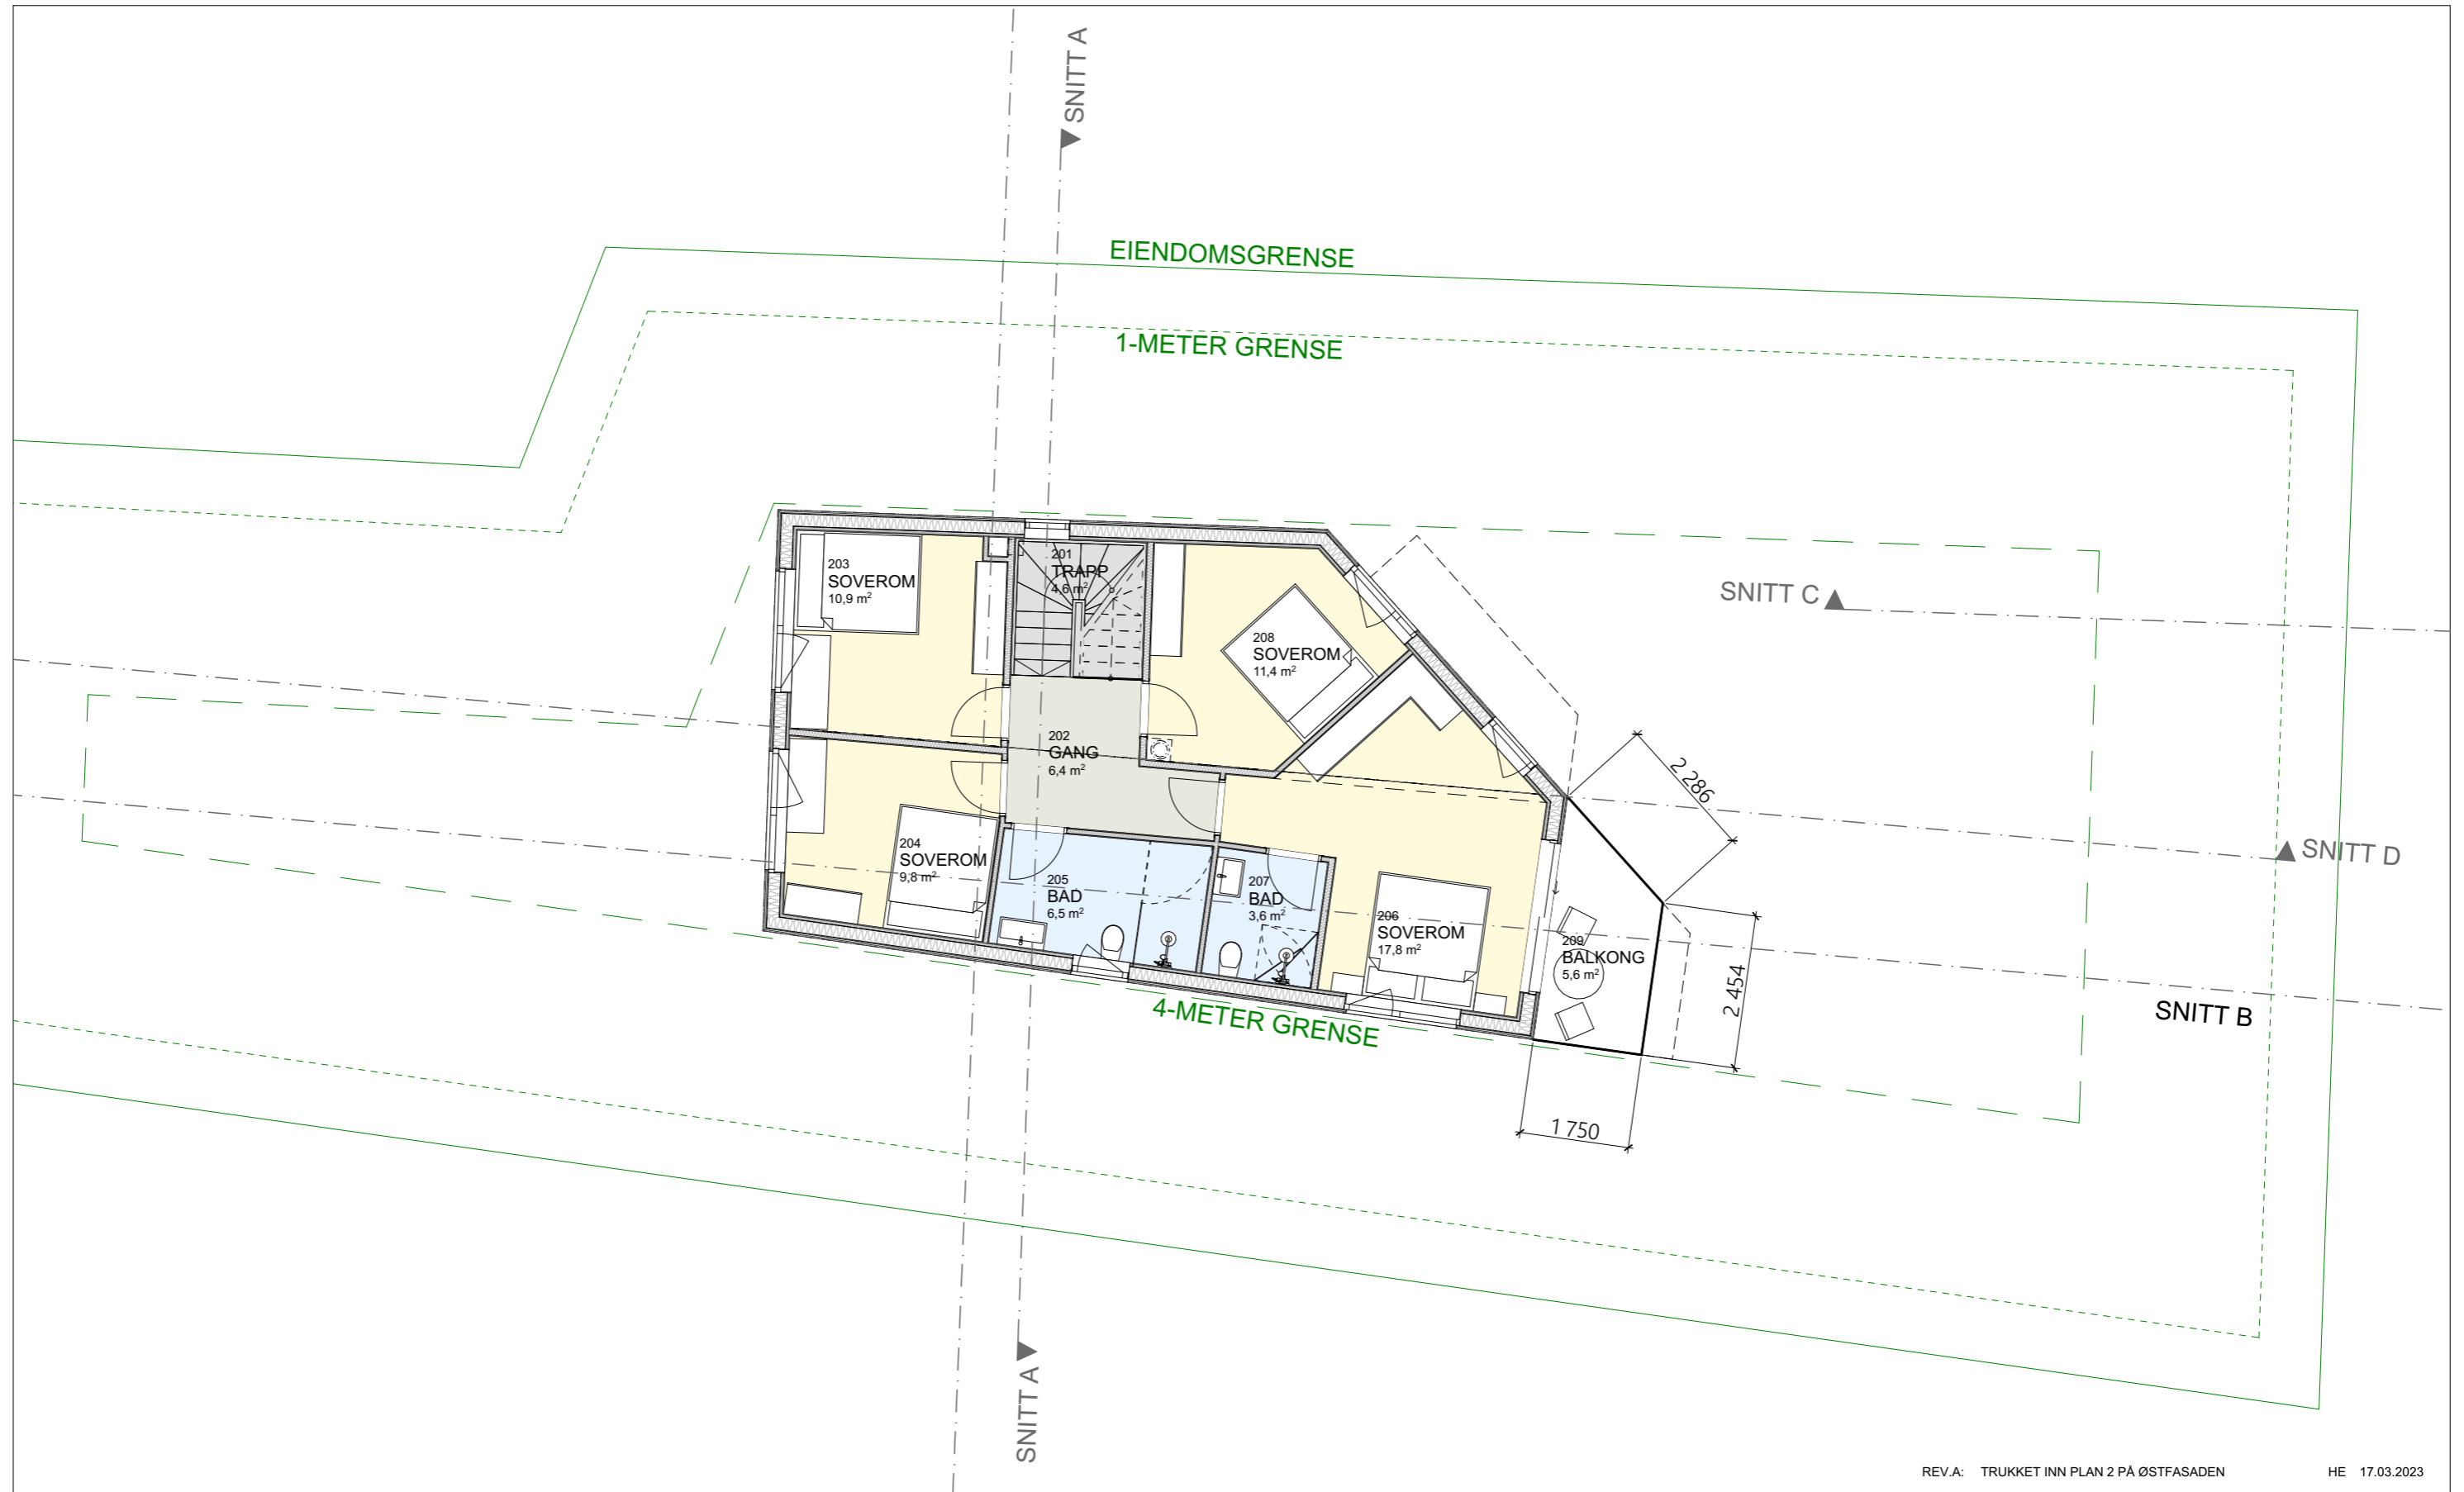 SNITT A
EIENDOMSGRENSE
1-METER GRENSE
201
TRAPP
4,6 m²
203
SOVEROM
10,9 m²
SNITT C
208
SOVEROM
11,4 m²
202
GANG
6,4 m²
2 286
204
SOVEROM
9,8 m²
SNITT D
205
BAD
6,5 m²
207
BAD
3,6 m²
206
SOVEROM
17,8 m²
209
BALKONG
5,6 m²
2 454
4-METER GRENSE
SNITT B
1 750
SNITT A
REV.A: TRUKKET INN PLAN 2 PÅ ØSTFASADEN HE 17.03.2023